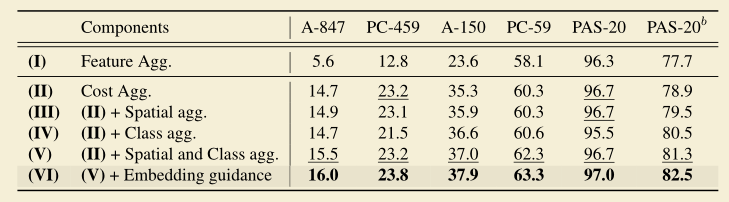 Components A-847 PC-459 A-150 PC-59 PAS-20 PAS-20b
(I) Feature Agg. 5.6 12.8 23.6 58.1 96.3 77.7
(II) Cost Agg. 14.7 23.2 35.3 60.3 96.7 78.9
(III) (II) + Spatial agg. 14.9 23.1 35.9 60.3 96.7 79.5
(IV) (II) + Class agg. 14.7 21.5 36.6 60.6 95.5 80.5
(V) (II) + Spatial and Class agg. 15.5 23.2 37.0 62.3 96.7 81.3
(VI) (V) + Embedding guidance 16.0 23.8 37.9 63.3 97.0 82.5